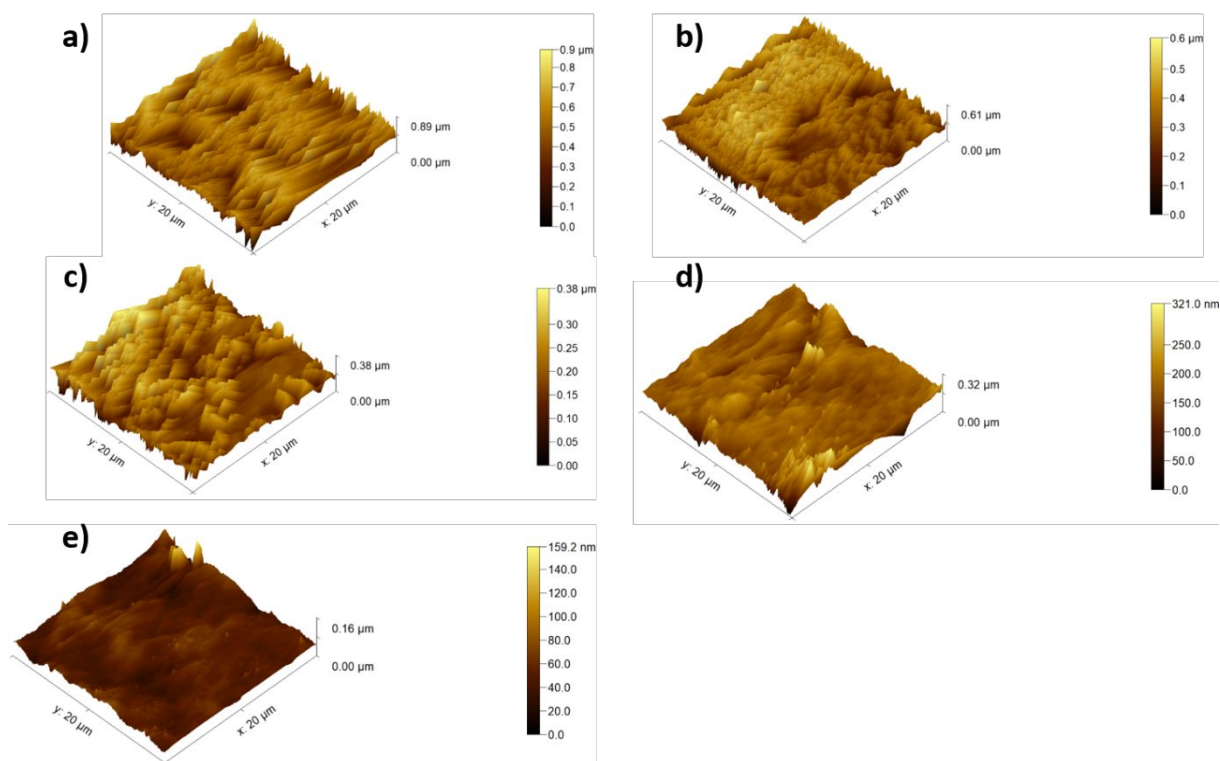 a)
0.9 µm
0.8
0.7
0.6
0.5
0.4
0.3
0.2
0.1
0.0
0.89 µm
0.00 µm
y: 20 µm
x: 20 µm
b)
0.6 µm
0.5
0.4
0.3
0.2
0.1
0.0
0.61 µm
0.00 µm
y: 20 µm
x: 20 µm
c)
0.38 µm
0.30
0.25
0.20
0.15
0.10
0.05
0.00
0.38 µm
0.00 µm
y: 20 µm
x: 20 µm
d)
321.0 nm
250.0
200.0
150.0
100.0
50.0
0.0
0.32 µm
0.00 µm
y: 20 µm
x: 20 µm
e)
159.2 nm
140.0
120.0
100.0
80.0
60.0
40.0
20.0
0.0
0.16 µm
0.00 µm
y: 20 µm
x: 20 µm